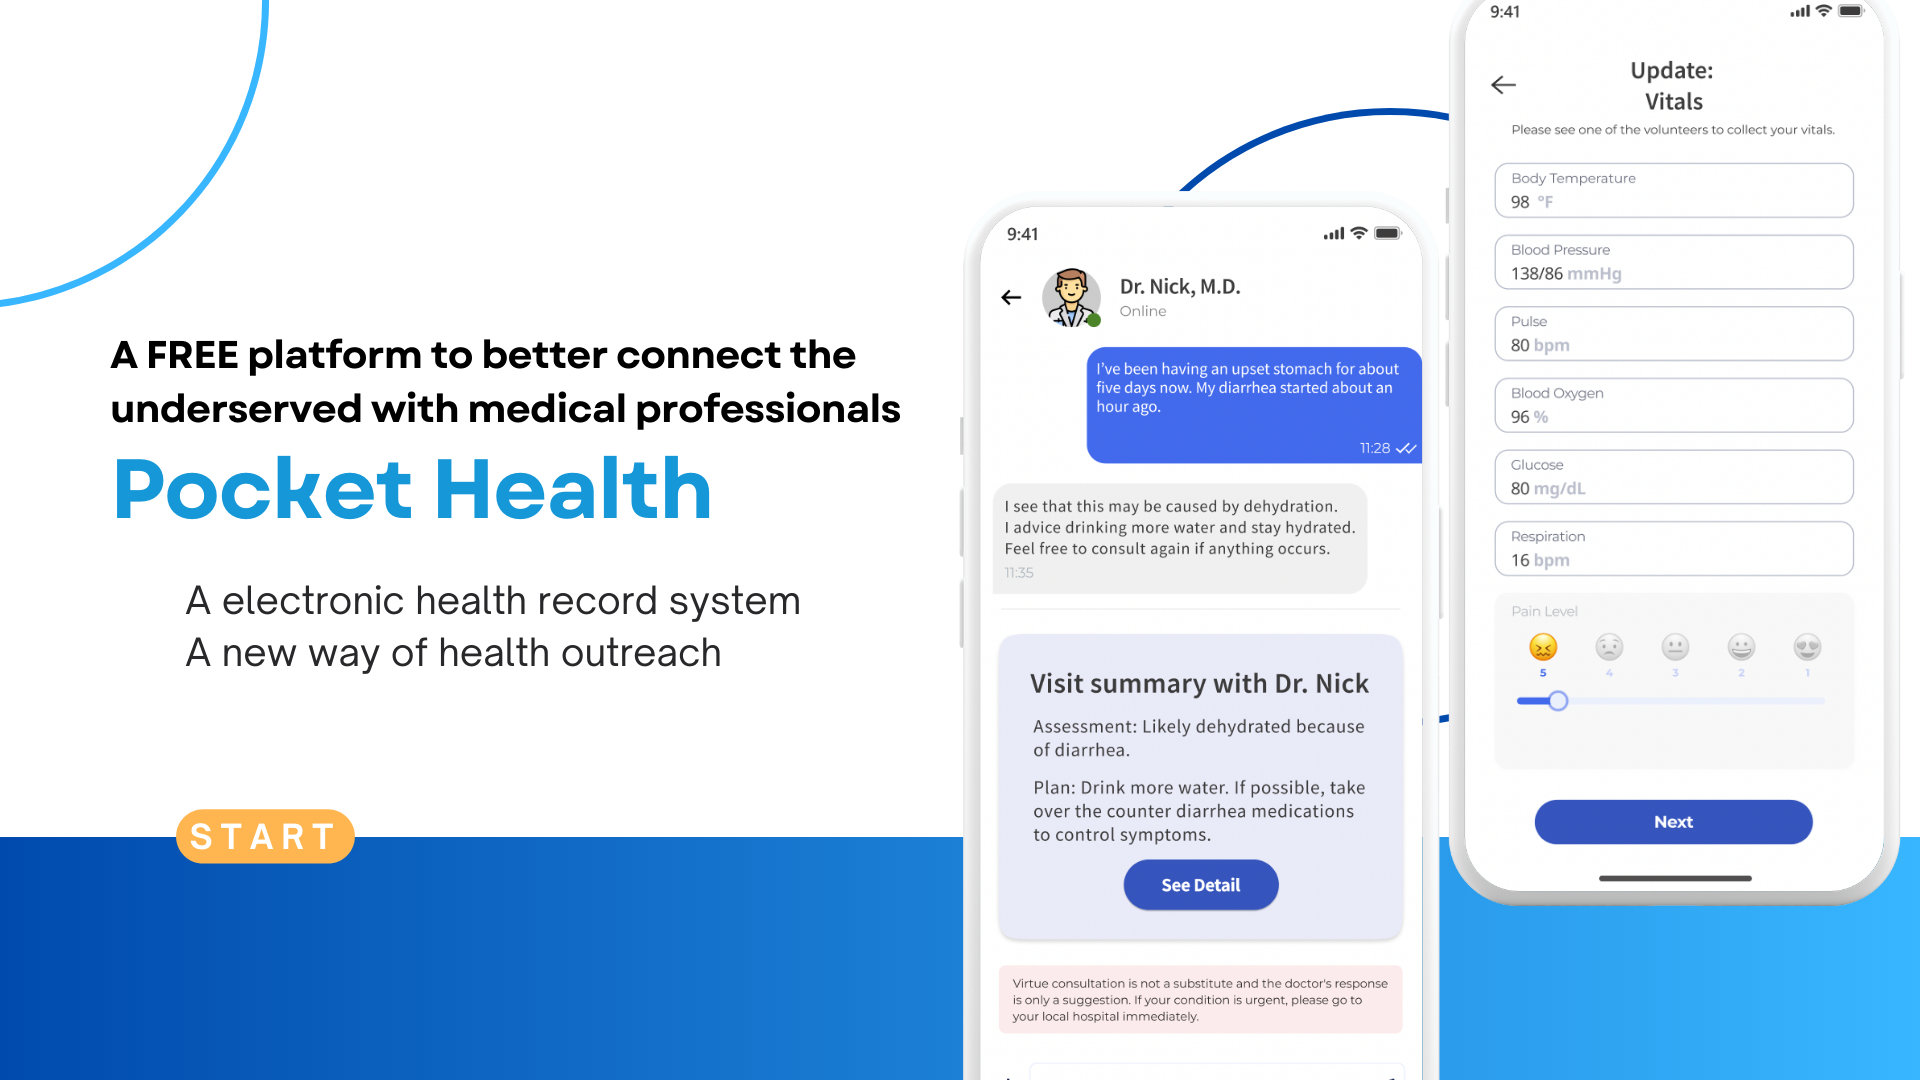 A FREE platform to better connect the
underserved with medical professionals
Pocket Health
A electronic health record system
A new way of health outreach
START
9:41
Dr. Nick, M.D.
Online
I've been having an upset stomach for about
five days now. My diarrhea started about an
hour ago.
11:28
I see that this may be caused by dehydration.
I advice drinking more water and stay hydrated.
Feel free to consult again if anything occurs.
11:35
Visit summary with Dr. Nick
Assessment: Likely dehydrated because
of diarrhea.
Plan: Drink more water. If possible, take
over the counter diarrhea medications
to control symptoms.
See Detail
Virtue consultation is not a substitute and the doctor's response
is only a suggestion. If your condition is urgent, please go to
your local hospital immediately.
9:41
Update:
Vitals
Please see one of the volunteers to collect your vitals.
Body Temperature
98 °F
Blood Pressure
138/86 mmHg
Pulse
80 bpm
Blood Oxygen
96 %
Glucose
80 mg/dL
Respiration
16 bpm
Pain Level
5 4 3 2 1
Next